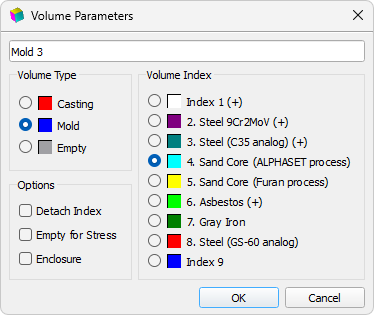 Volume Parameters
Mold 3
Volume Type
Casting
Mold
Empty
Options
Detach Index
Empty for Stress
Enclosure
Volume Index
Index 1 (+)
2. Steel 9Cr2MoV (+)
3. Steel (C35 analog) (+)
4. Sand Core (ALPHASET process)
5. Sand Core (Furan process)
6. Asbestos (+)
7. Gray Iron
8. Steel (GS-60 analog)
Index 9
OK
Cancel